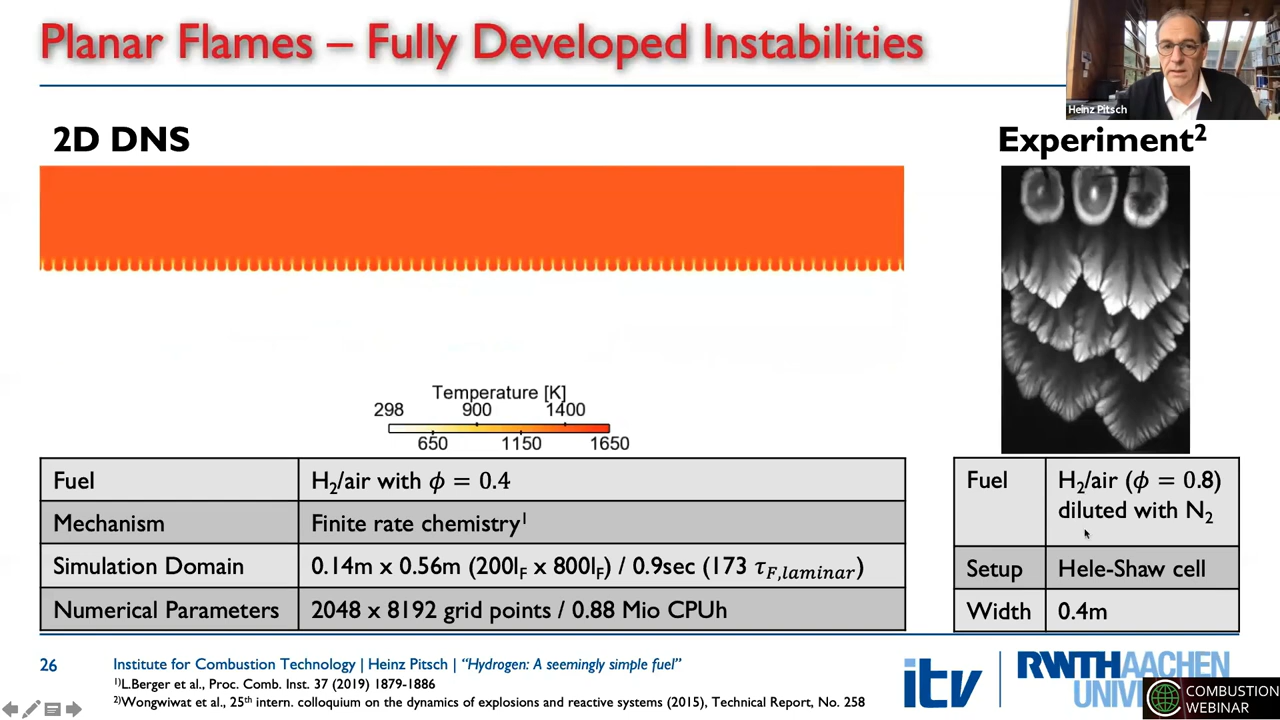 Planar Flames – Fully Developed Instabilities
Heinz Pitsch
2D DNS
Experiment²
Temperature [K]
298 900 1400
650 1150 1650
Fuel H₂/air with ϕ = 0.4
Mechanism Finite rate chemistry¹
Simulation Domain 0.14m x 0.56m (200l_F x 800l_F) / 0.9sec (173 τ_F,laminar)
Numerical Parameters 2048 x 8192 grid points / 0.88 Mio CPUh
Fuel H₂/air (ϕ = 0.8)
diluted with N₂
Setup Hele-Shaw cell
Width 0.4m
26 Institute for Combustion Technology | Heinz Pitsch | “Hydrogen: A seemingly simple fuel”
¹⁾L.Berger et al., Proc. Comb. Inst. 37 (2019) 1879-1886
²⁾Wongwiwat et al., 25ᵗʰ intern. colloquium on the dynamics of explosions and reactive systems (2015), Technical Report, No. 258
itv
RWTHAACHEN
COMBUSTION
WEBINAR